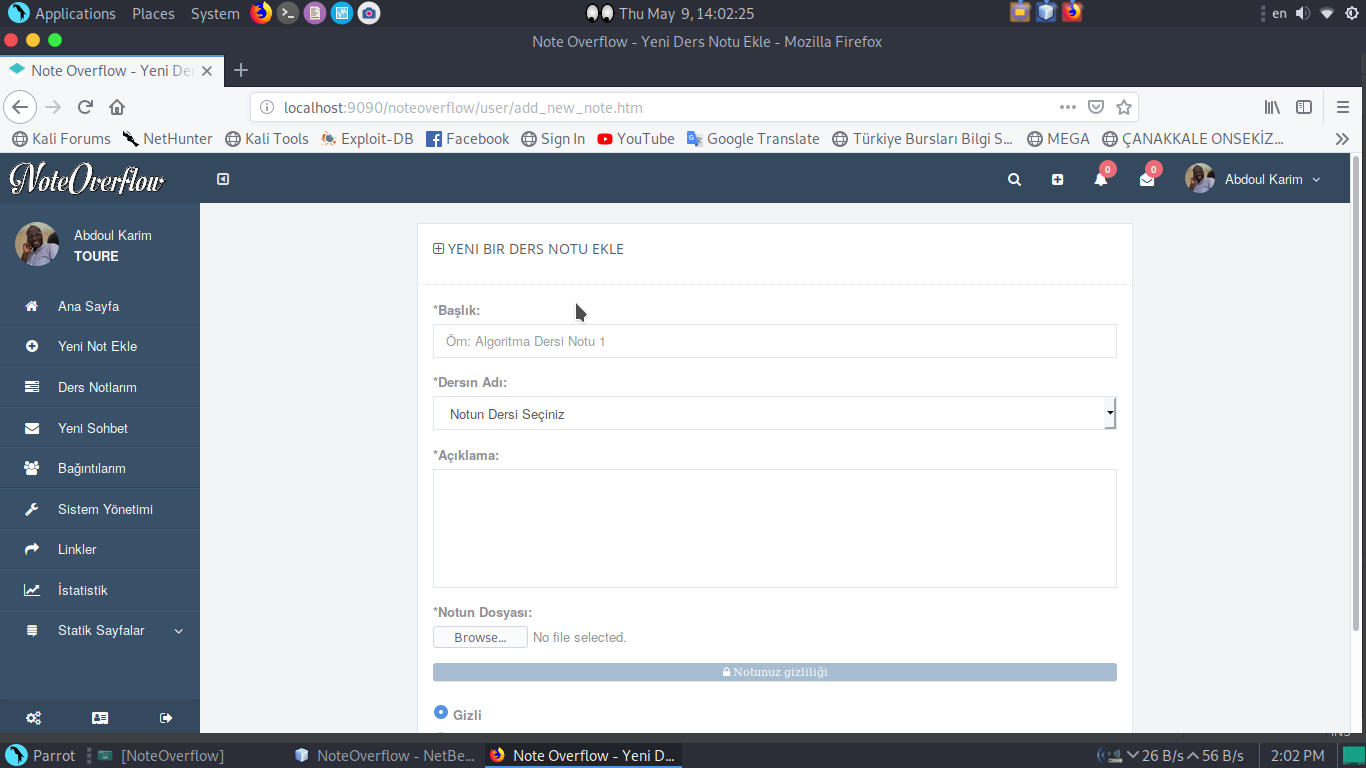 Applications Places System Thu May 9, 14:02:25 en
Note Overflow - Yeni Ders Notu Ekle - Mozilla Firefox
Note Overflow - Yeni Der
localhost:9090/noteoverflow/user/add_new_note.htm
Kali Forums NetHunter Kali Tools Exploit-DB Facebook Sign In YouTube Google Translate Türkiye Bursları Bilgi S... MEGA ÇANAKKALE ONSEKİZ...
NoteOverflow 0 0 Abdoul Karim
Abdoul Karim
TOURE
Ana Sayfa
Yeni Not Ekle
Ders Notlarım
Yeni Sohbet
Bağıntılarım
Sistem Yönetimi
Linkler
İstatistik
Statik Sayfalar
YENI BIR DERS NOTU EKLE
*Başlık:
Örn: Algoritma Dersi Notu 1
*Dersın Adı:
Notun Dersi Seçiniz
*Açıklama:
*Notun Dosyası:
Browse... No file selected.
Notunuz gizliliği
Gizli
Parrot [NoteOverflow] NoteOverflow - NetBe... Note Overflow - Yeni D... 26 B/s 56 B/s 2:02 PM